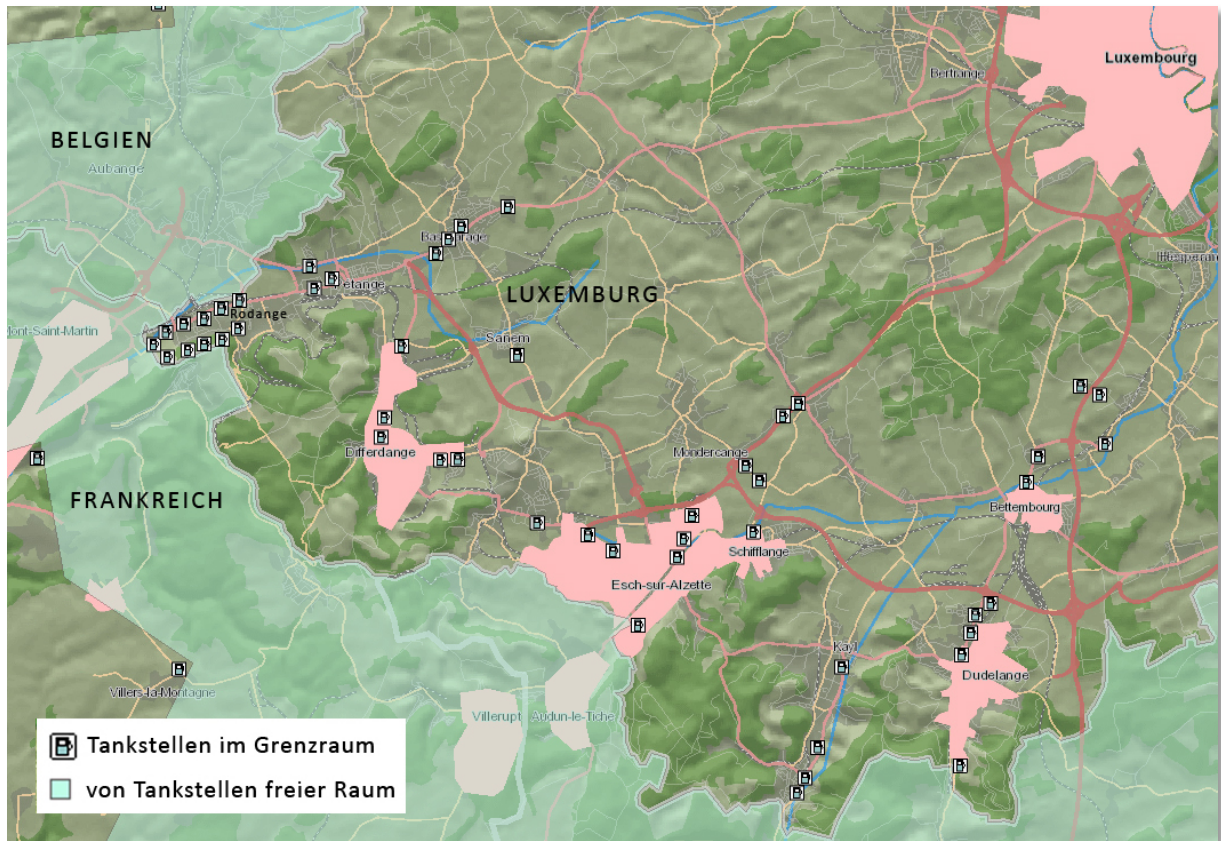 Luxembourg
Bertrange
BELGIEN
Aubange
LUXEMBURG
Petange
Rodange
Mont-Saint-Martin
Sanem
Differdange
Mondercange
FRANKREICH
Bettembourg
Schifflange
Esch-sur-Alzette
Kayl
Dudelange
Villers-la-Montagne
Villerupt
Audun-le-Tiche
Tankstellen im Grenzraum
von Tankstellen freier Raum